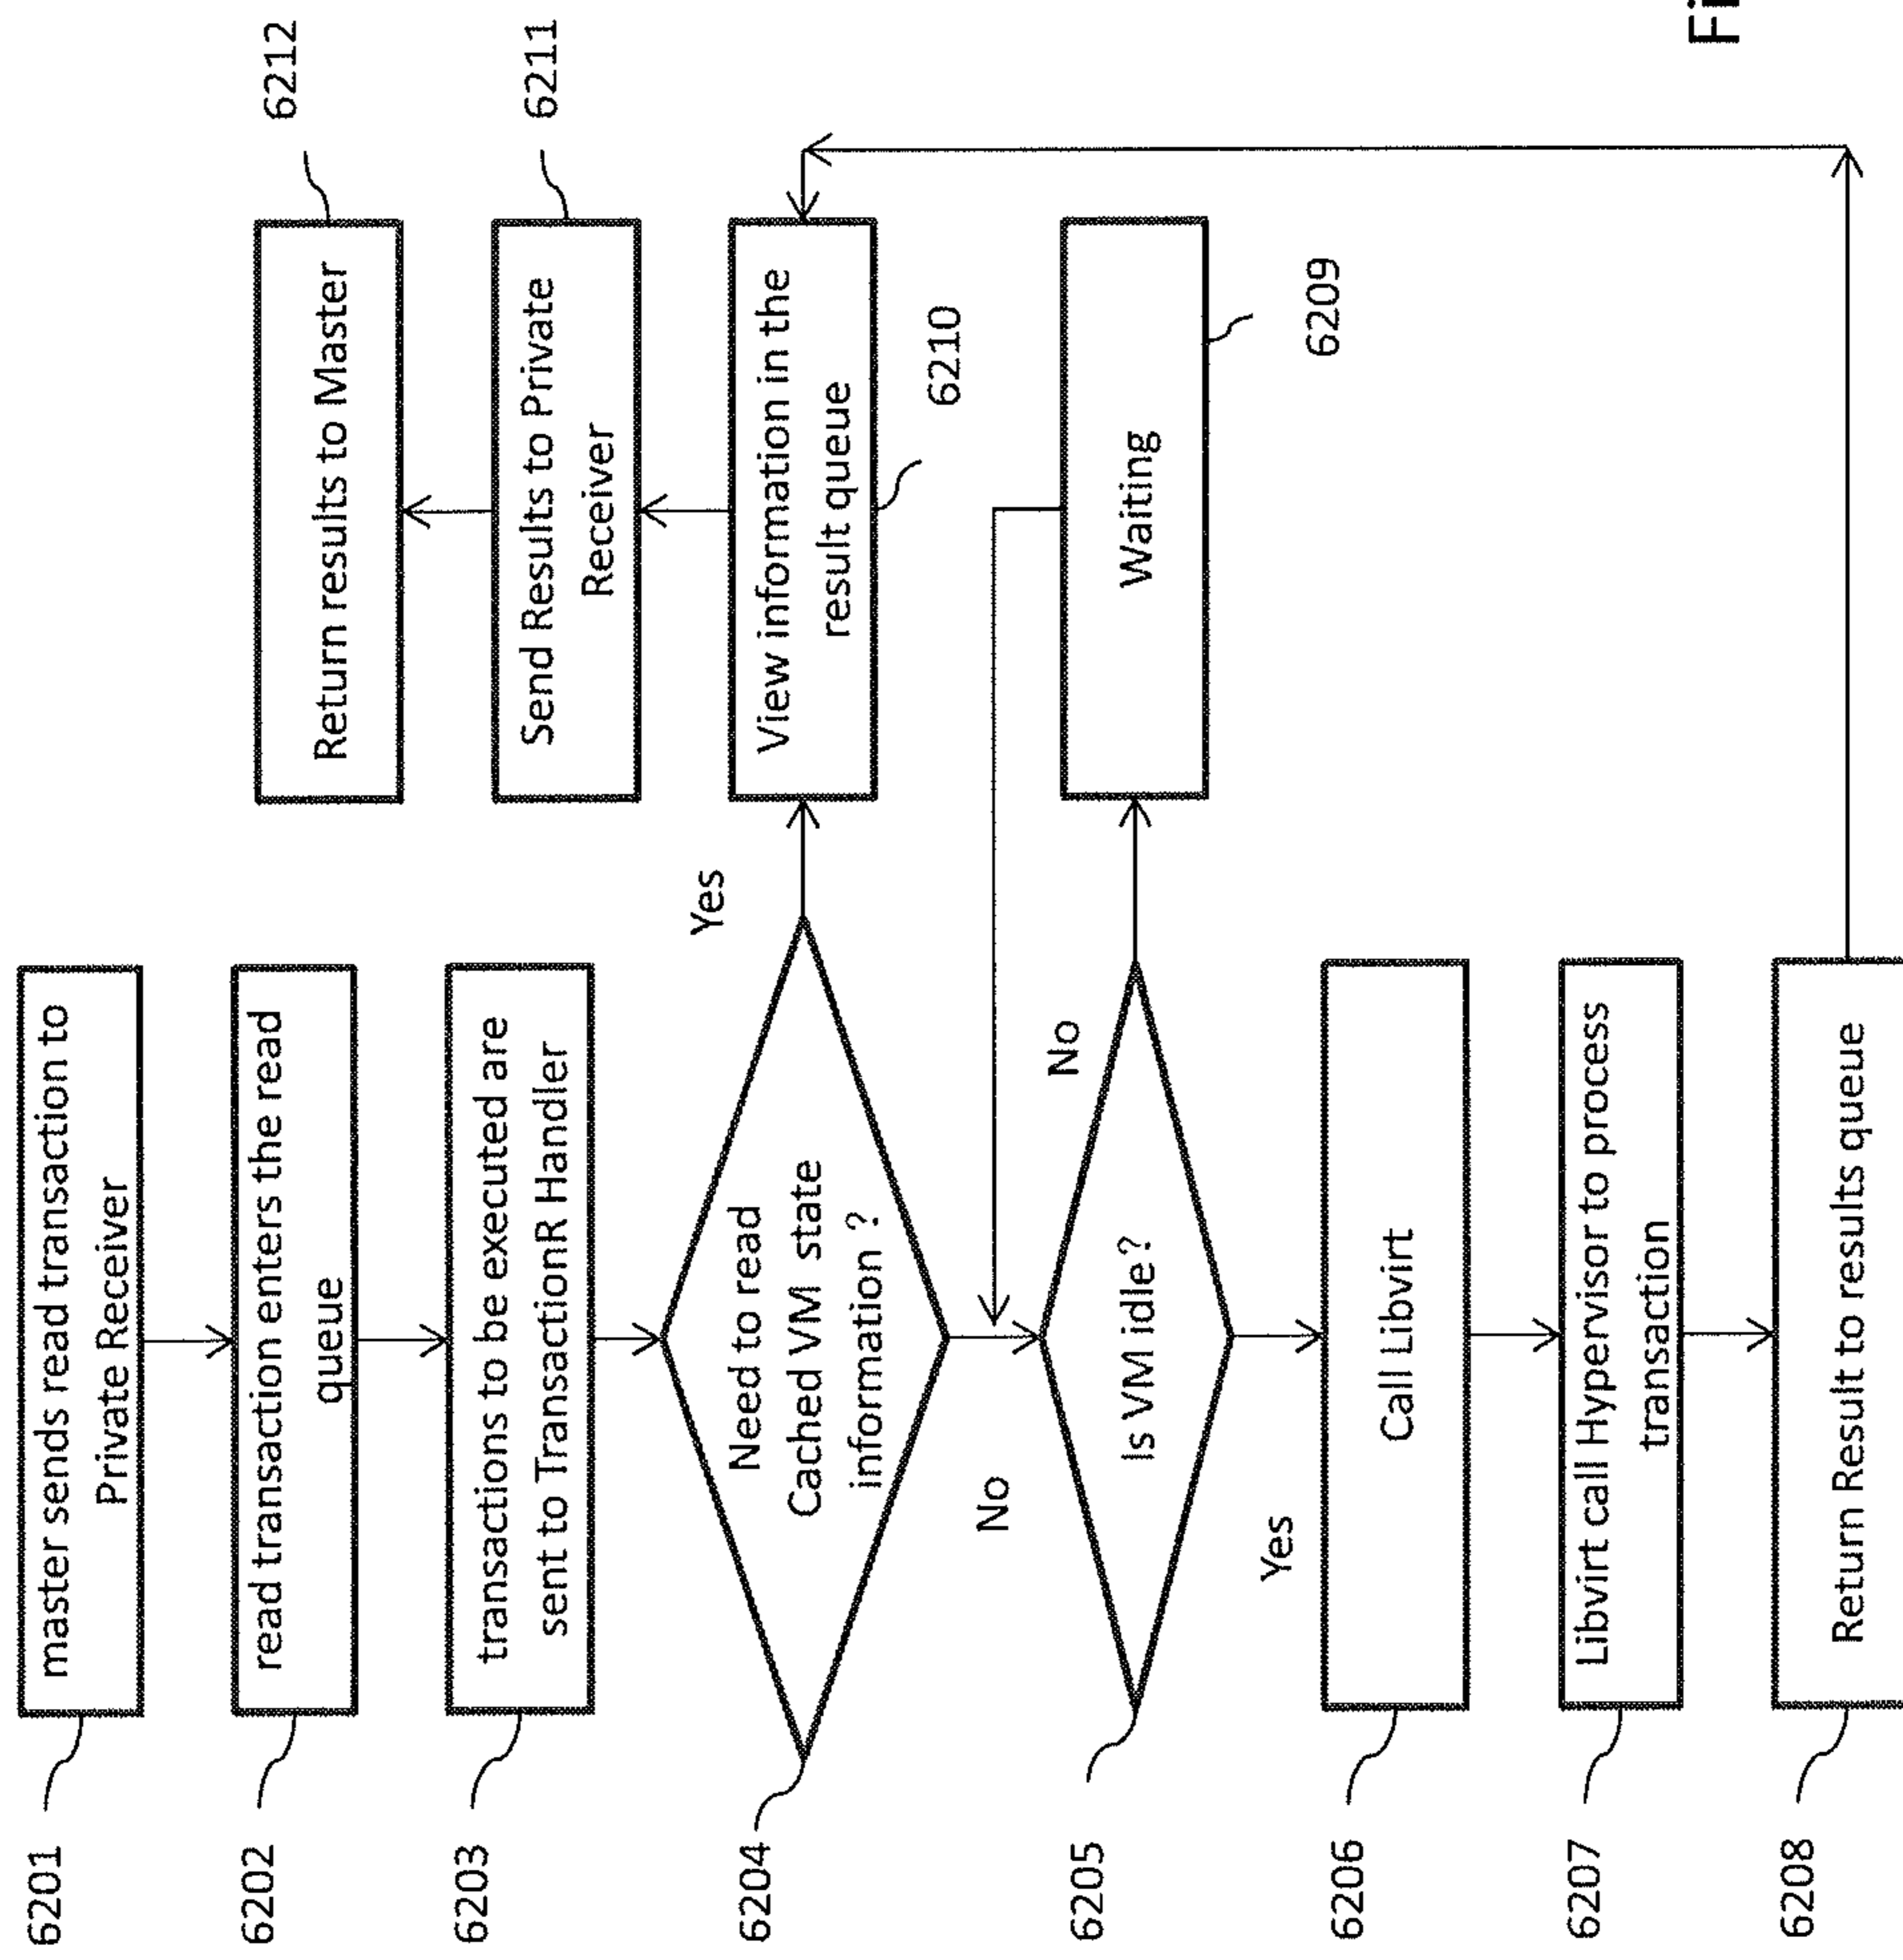 6201
master sends read transaction to
Private Receiver
6202
read transaction enters the read
queue
6203
transactions to be executed are
sent to TransactionR Handler
6204
Need to read
Cached VM state
information ?
Yes
No
6205
Is VM idle ?
No
Yes
6206
Call Libvirt
6207
Libvirt call Hypervisor to process
transaction
6208
Return Result to results queue
6212
Return results to Master
6211
Send Results to Private
Receiver
View information in the
result queue
6210
Waiting
6209